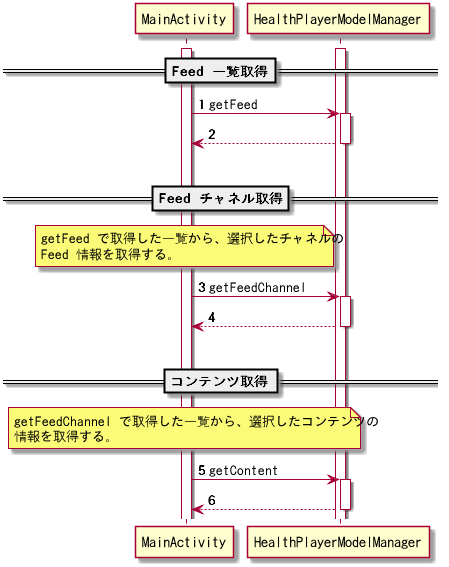 MainActivity HealthPlayerModelManager
Feed 一覧取得
1 getFeed
2
Feed チャネル取得
getFeed で取得した一覧から、選択したチャネルの
Feed 情報を取得する。
3 getFeedChannel
4
コンテンツ取得
getFeedChannel で取得した一覧から、選択したコンテンツの
情報を取得する。
5 getContent
6
MainActivity HealthPlayerModelManager